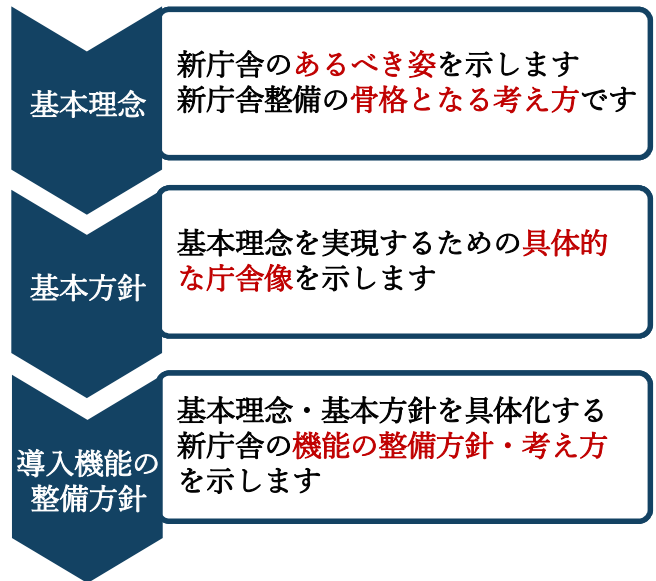 基本理念
新庁舎のあるべき姿を示します
新庁舎整備の骨格となる考え方です
基本方針
基本理念を実現するための具体的
な庁舎像を示します
導入機能の
整備方針
基本理念・基本方針を具体化する
新庁舎の機能の整備方針・考え方
を示します